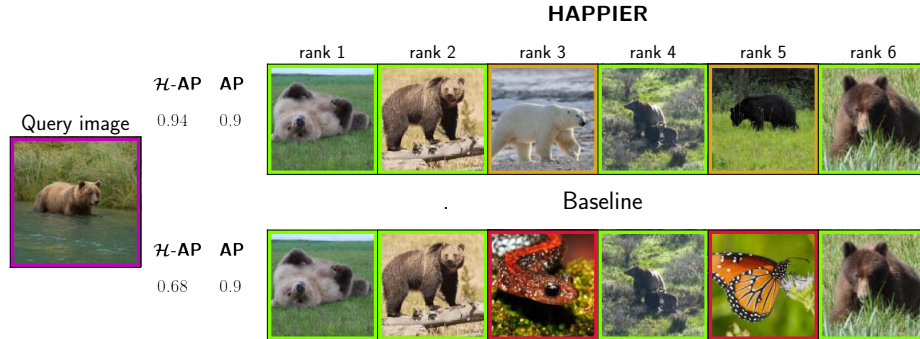 HAPPIER
rank 1 rank 2 rank 3 rank 4 rank 5 rank 6
ℋ-AP AP
0.94 0.9
Query image
. Baseline
ℋ-AP AP
0.68 0.9